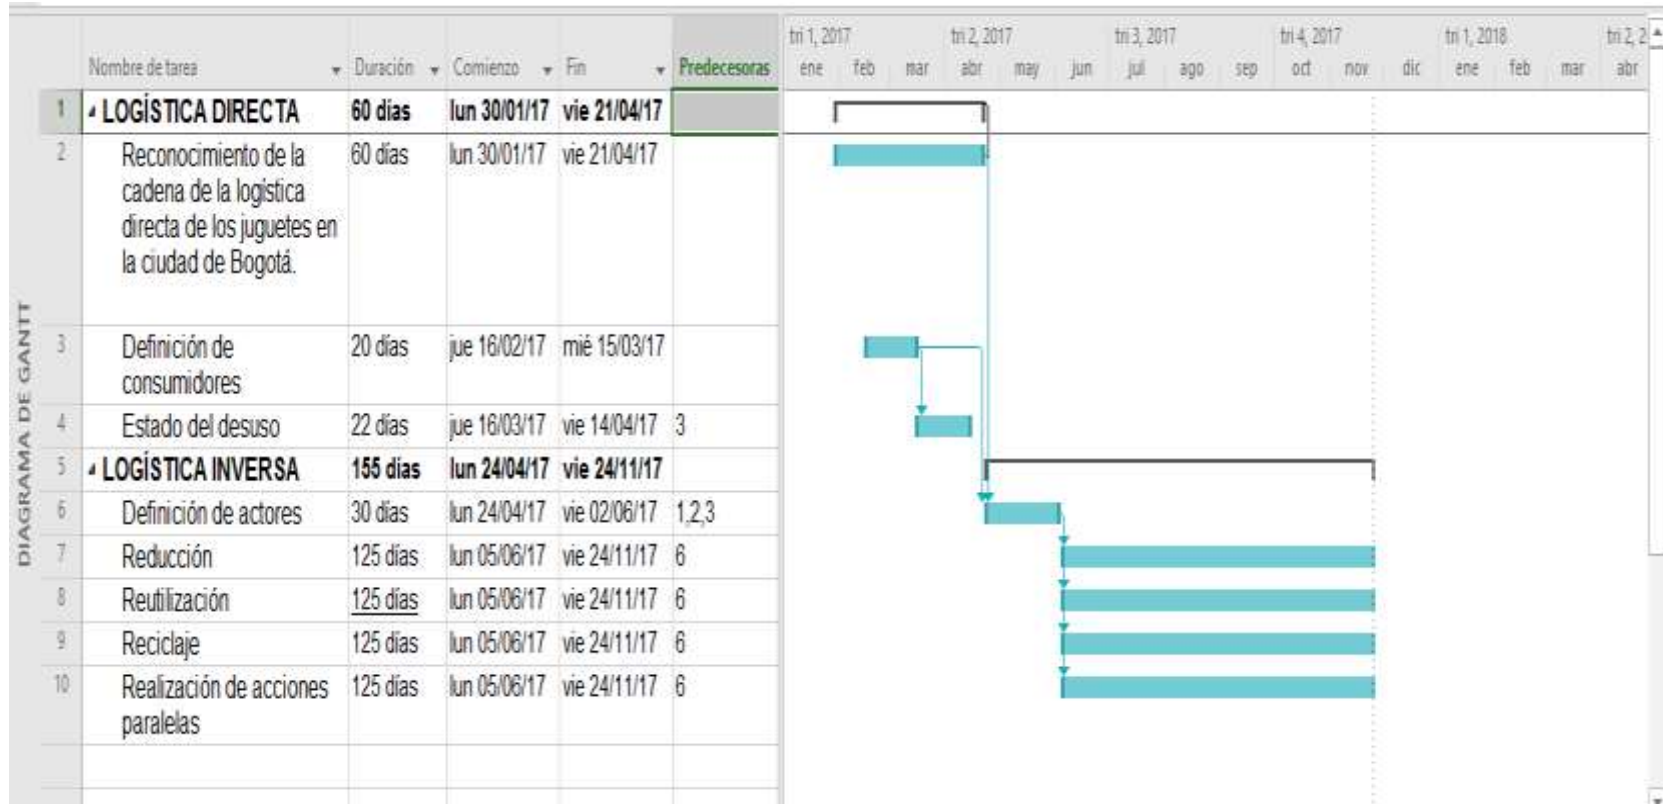 tri 1, 2017 tri 2, 2017 tri 3, 2017 tri 4, 2017 tri 1, 2018 tri 2, 2
Nombre de tarea Duración Comienzo Fin Predecesoras ene feb mar abr may jun jul ago sep oct nov dic ene feb mar abr
1 LOGÍSTICA DIRECTA 60 días lun 30/01/17 vie 21/04/17
2 Reconocimiento de la 60 días lun 30/01/17 vie 21/04/17
cadena de la logística
directa de los juguetes en
la ciudad de Bogotá.
3 Definición de 20 días jue 16/02/17 mié 15/03/17
consumidores
4 Estado del desuso 22 días jue 16/03/17 vie 14/04/17 3
5 LOGÍSTICA INVERSA 155 días lun 24/04/17 vie 24/11/17
6 Definición de actores 30 días lun 24/04/17 vie 02/06/17 1,2,3
7 Reducción 125 días lun 05/06/17 vie 24/11/17 6
8 Reutilización 125 días lun 05/06/17 vie 24/11/17 6
9 Reciclaje 125 días lun 05/06/17 vie 24/11/17 6
10 Realización de acciones 125 días lun 05/06/17 vie 24/11/17 6
paralelas
DIAGRAMA DE GANTT